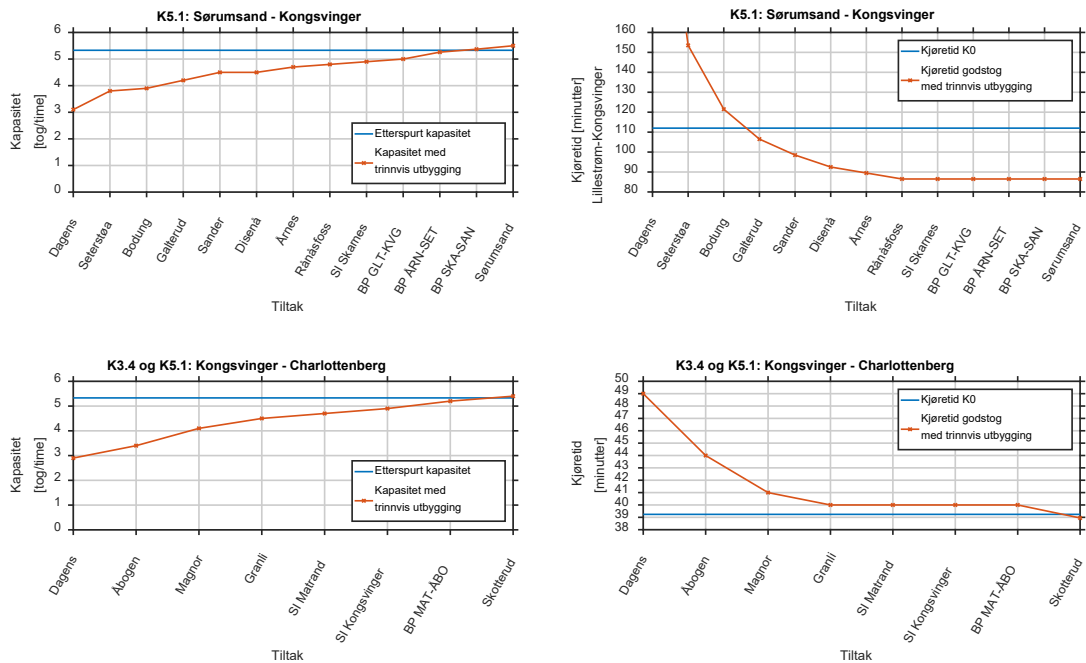 K5.1: Sørumsand - Kongsvinger
6
5
4
3
2
1
0
Kapasitet
[tog/time]
Etterspurt kapasitet
Kapasitet med
trinnvis utbygging
Dagens
Seterstøa
Bodung
Galterud
Sander
Disenå
Årnes
Rånåsfoss
SI Skarnes
BP GLT-KVG
BP ÅRN-SET
BP SKA-SAN
Sørumsand
Tiltak
K5.1: Sørumsand - Kongsvinger
160
150
140
130
120
110
100
90
80
Kjøretid [minutter]
Lillestrøm-Kongsvinger
Kjøretid K0
Kjøretid godstog
med trinnvis utbygging
Dagens
Seterstøa
Bodung
Galterud
Sander
Disenå
Årnes
Rånåsfoss
SI Skarnes
BP GLT-KVG
BP ÅRN-SET
BP SKA-SAN
Sørumsand
Tiltak
K3.4 og K5.1: Kongsvinger - Charlottenberg
6
5
4
3
2
1
0
Kapasitet
[tog/time]
Etterspurt kapasitet
Kapasitet med
trinnvis utbygging
Dagens
Åbogen
Magnor
Granli
SI Matrand
SI Kongsvinger
BP MAT-ÅBO
Skotterud
Tiltak
K3.4 og K5.1: Kongsvinger - Charlottenberg
50
49
48
47
46
45
44
43
42
41
40
39
38
Kjøretid
[minutter]
Kjøretid K0
Kjøretid godstog
med trinnvis utbygging
Dagens
Åbogen
Magnor
Granli
SI Matrand
SI Kongsvinger
BP MAT-ÅBO
Skotterud
Tiltak